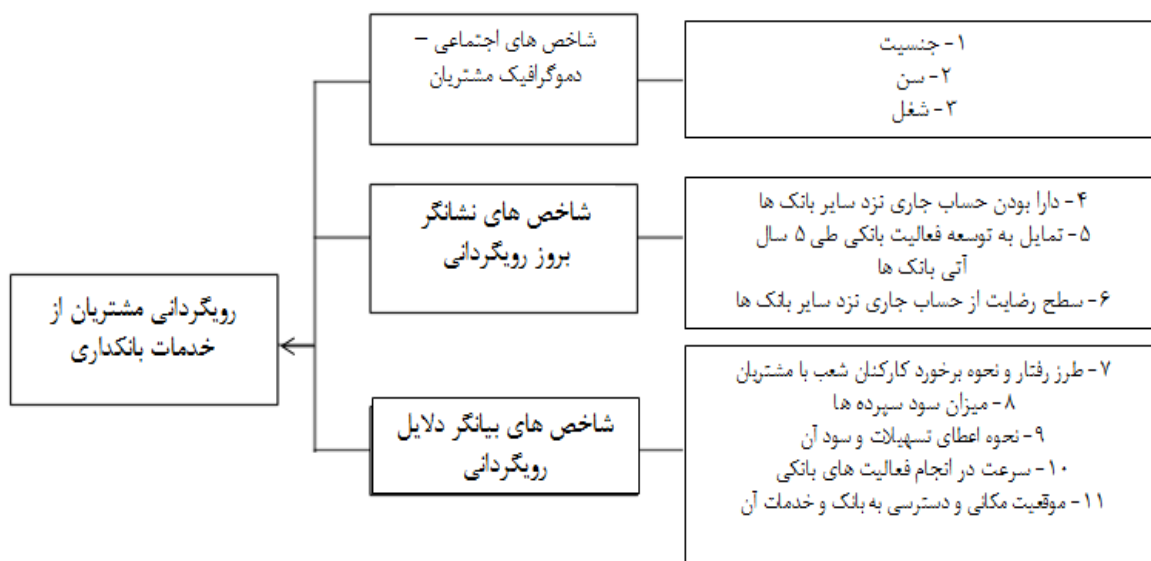 شاخص های اجتماعی –
دموگرافیک مشتریان
۱- جنسیت
۲- سن
۳- شغل
شاخص های نشانگر
بروز رویگردانی
۴- دارا بودن حساب جاری نزد سایر بانک ها
۵- تمایل به توسعه فعالیت بانکی طی ۵ سال
آتی بانک ها
۶- سطح رضایت از حساب جاری نزد سایر بانک ها
رویگردانی مشتریان از
خدمات بانکداری
شاخص های بیانگر دلایل
رویگردانی
۷- طرز رفتار و نحوه برخورد کارکنان شعب با مشتریان
۸- میزان سود سپرده ها
۹- نحوه اعطای تسهیلات و سود آن
۱۰- سرعت در انجام فعالیت های بانکی
۱۱- موقعیت مکانی و دسترسی به بانک و خدمات آن